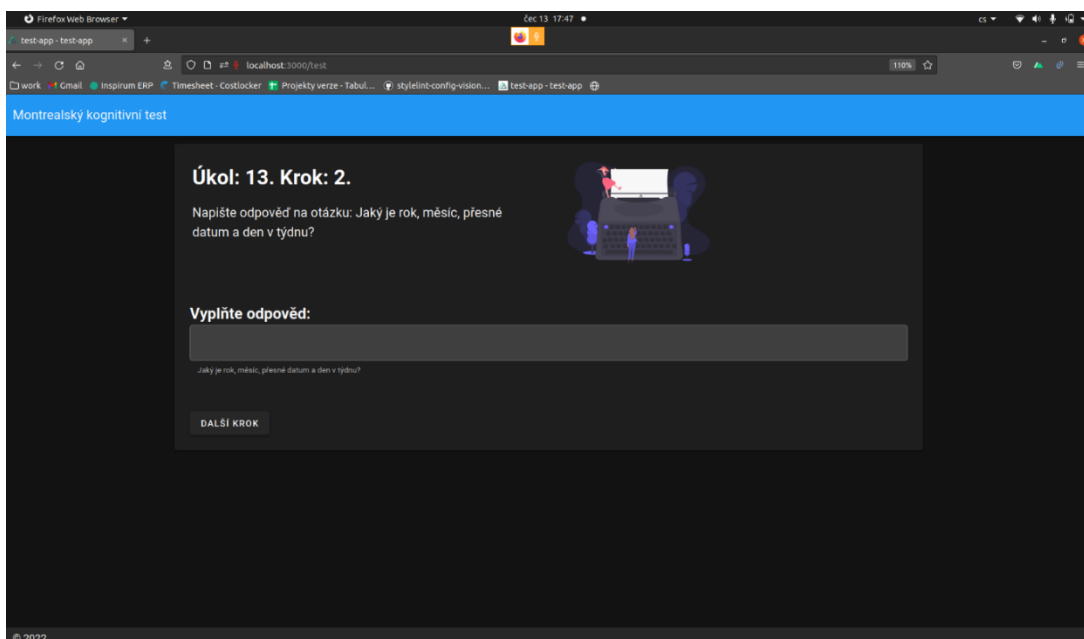 Firefox Web Browser
čec 13 17:47
cs
test-app - test-app
localhost:3000/test
110%
work Gmail Inspirum ERP Timesheet - Costlocker Projekty verze - Tabul... stylelint-config-vision... test-app - test-app
Montrealský kognitivní test
Úkol: 13. Krok: 2.
Napište odpověď na otázku: Jaký je rok, měsíc, přesné
datum a den v týdnu?
Vyplňte odpověd:
Jaký je rok, měsíc, přesné datum a den v týdnu?
DALŠÍ KROK
© 2022